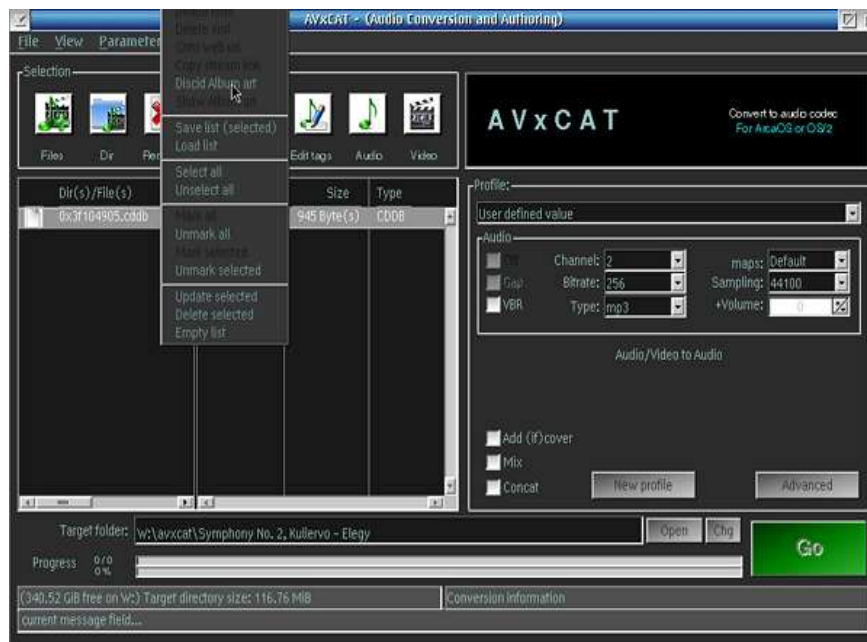 AVxCAT - (Audio Conversion and Authoring)
File View Parameter
Delete
Copy stream link
Discid Album art
Save list (selected)
Load list
Select all
Unselect all
Mark all
Unmark all
Mark selected
Unmark selected
Update selected
Delete selected
Empty list
Selection
Files Dir Edit tags Audio Video
Dir(s)/File(s) Size Type
0x3f104905.cddb 945 Byte(s) CDDB
AVxCAT
Convert to audio codec
For ArcaOS or OS/2
Profile:
User defined value
Audio
Channel: 2 maps: Default
Gap Bitrate: 256 Sampling: 44100
VBR Type: mp3 +Volume: 0
Audio/Video to Audio
Add (if)cover
Mix
Concat New profile Advanced
Target folder: w:\avxcat\Symphony No. 2, Kullervo - Elegy Open Chg
Go
Progress 0/0
0 %
(340.52 GiB free on W:) Target directory size: 116.76 MiB Conversion information
current message field...